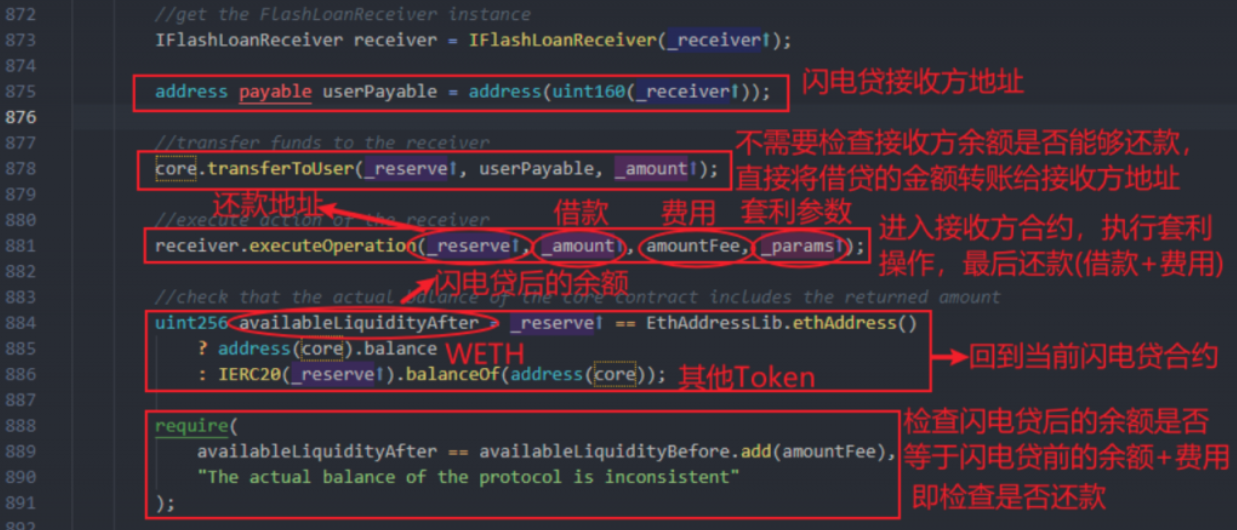 872 //get the FlashLoanReceiver instance
873 IFlashLoanReceiver receiver = IFlashLoanReceiver(_receiver↑);
874
875 address payable userPayable = address(uint160(_receiver↑));
闪电贷接收方地址
876
877 //transfer funds to the receiver
878 core.transferToUser(_reserve↑, userPayable, _amount↑);
不需要检查接收方余额是否能够还款，
直接将借贷的金额转账给接收方地址
879
还款地址 借款 费用 套利参数
880 //execute action of the receiver
881 receiver.executeOperation(_reserve↑, _amount↑, amountFee, _params↑);
进入接收方合约，执行套利
操作，最后还款(借款+费用)
882
闪电贷后的余额
883 //check that the actual balance of the core contract includes the returned amount
884 uint256 availableLiquidityAfter = _reserve↑ == EthAddressLib.ethAddress()
885 ? address(core).balance WETH
回到当前闪电贷合约
886 : IERC20(_reserve↑).balanceOf(address(core)); 其他Token
887
888 require(
889 availableLiquidityAfter == availableLiquidityBefore.add(amountFee),
890 "The actual balance of the protocol is inconsistent"
891 );
检查闪电贷后的余额是否
等于闪电贷前的余额+费用
即检查是否还款
892